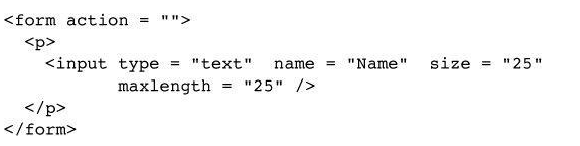 <form action = "">
<p>
<input type = "text" name = "Name" size = "25"
maxlength = "25" />
</p>
</form>